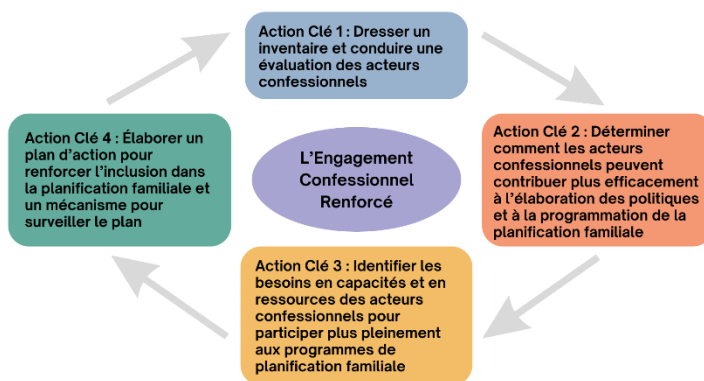 Action Clé 1 : Dresser un
inventaire et conduire une
évaluation des acteurs
confessionnels
Action Clé 2 : Déterminer
comment les acteurs
confessionnels peuvent
contribuer plus efficacement
à l’élaboration des politiques
et à la programmation de la
planification familiale
Action Clé 3 : Identifier les
besoins en capacités et en
ressources des acteurs
confessionnels pour
participer plus pleinement
aux programmes de
planification familiale
Action Clé 4 : Élaborer un
plan d’action pour
renforcer l’inclusion dans
la planification familiale et
un mécanisme pour
surveiller le plan
L’Engagement
Confessionnel
Renforcé